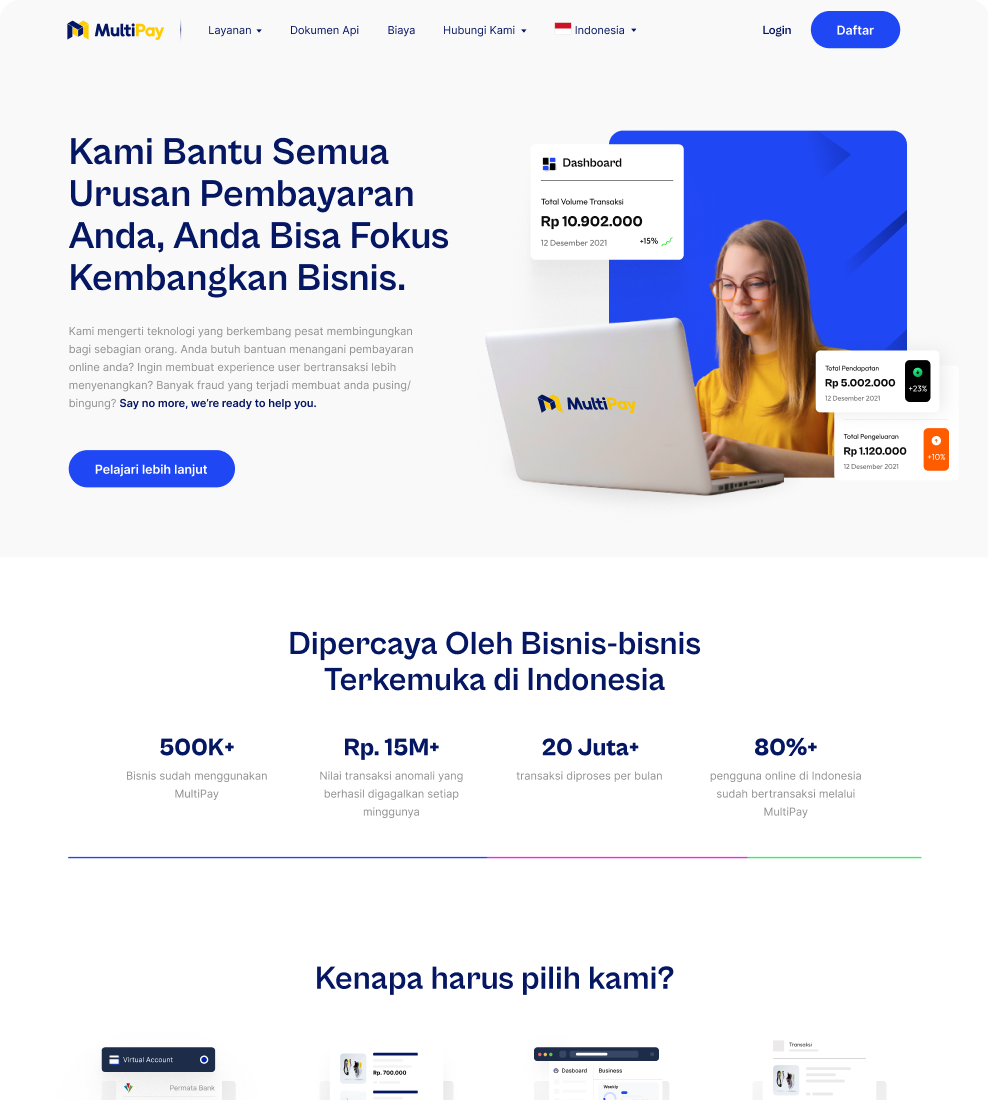 MultiPay
Layanan
Dokumen Api
Biaya
Hubungi Kami
Indonesia
Login
Daftar
Kami Bantu Semua
Urusan Pembayaran
Anda, Anda Bisa Fokus
Kembangkan Bisnis.
Kami mengerti teknologi yang berkembang pesat membingungkan
bagi sebagian orang. Anda butuh bantuan menangani pembayaran
online anda? Ingin membuat experience user bertransaksi lebih
menyenangkan? Banyak fraud yang terjadi membuat anda pusing/
bingung? Say no more, we're ready to help you.
Pelajari lebih lanjut
Dashboard
Total Volume Transaksi
Rp 10.902.000
12 Desember 2021
+15%
MultiPay
Total Pendapatan
Rp 5.002.000
12 Desember 2021
+23%
Total Pengeluaran
Rp 1.120.000
12 Desember 2021
+10%
Dipercaya Oleh Bisnis-bisnis
Terkemuka di Indonesia
500K+
Bisnis sudah menggunakan
MultiPay
Rp. 15M+
Nilai transaksi anomali yang
berhasil digagalkan setiap
minggunya
20 Juta+
transaksi diproses per bulan
80%+
pengguna online di Indonesia
sudah bertransaksi melalui
MultiPay
Kenapa harus pilih kami?
Virtual Account
Permata Bank
Rp. 700.000
Dasboard
Business
Weekly
Transaksi